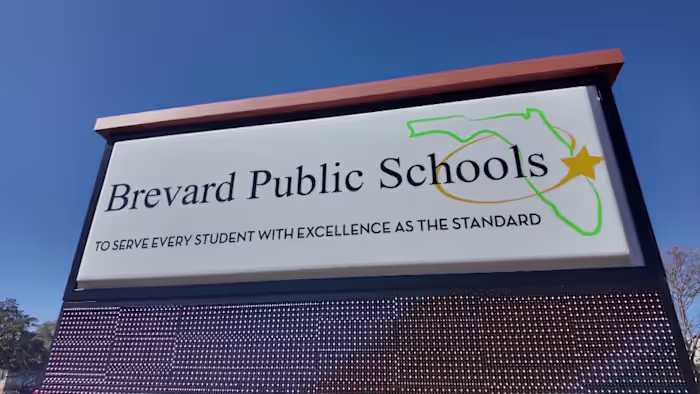 Brevard Public Schools
TO SERVE EVERY STUDENT WITH EXCELLENCE AS THE STANDARD